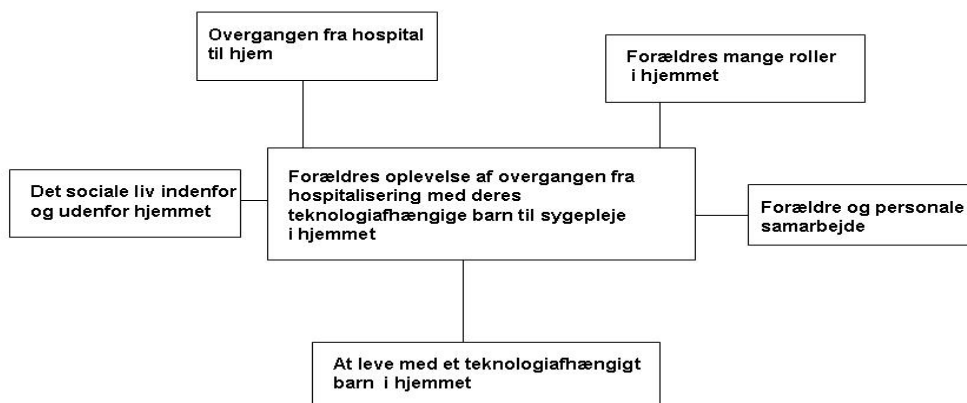 Overgangen fra hospital
til hjem
Forældres mange roller
i hjemmet
Det sociale liv indenfor
og udenfor hjemmet
Forældres oplevelse af overgangen fra
hospitalisering med deres
teknologiafhængige barn til sygepleje
i hjemmet
Forældre og personale
samarbejde
At leve med et teknologiafhængigt
barn i hjemmet